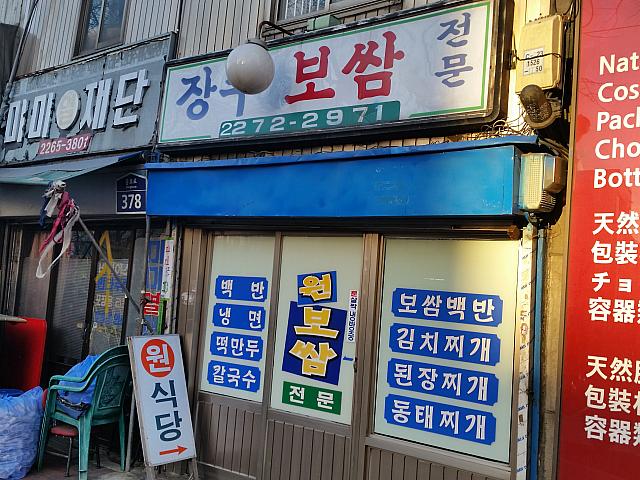 마미 재단
2265-3801
장수 보쌈 전문
2272-2971
378
백반
냉면
떡만두
칼국수
원
보
쌈
전문
보쌈백반
김치찌개
된장찌개
동태찌개
원
식
당
Nat
Cos
Pack
Cho
Bott
天然
包裝
チョ
容器
天然
包裝
容器